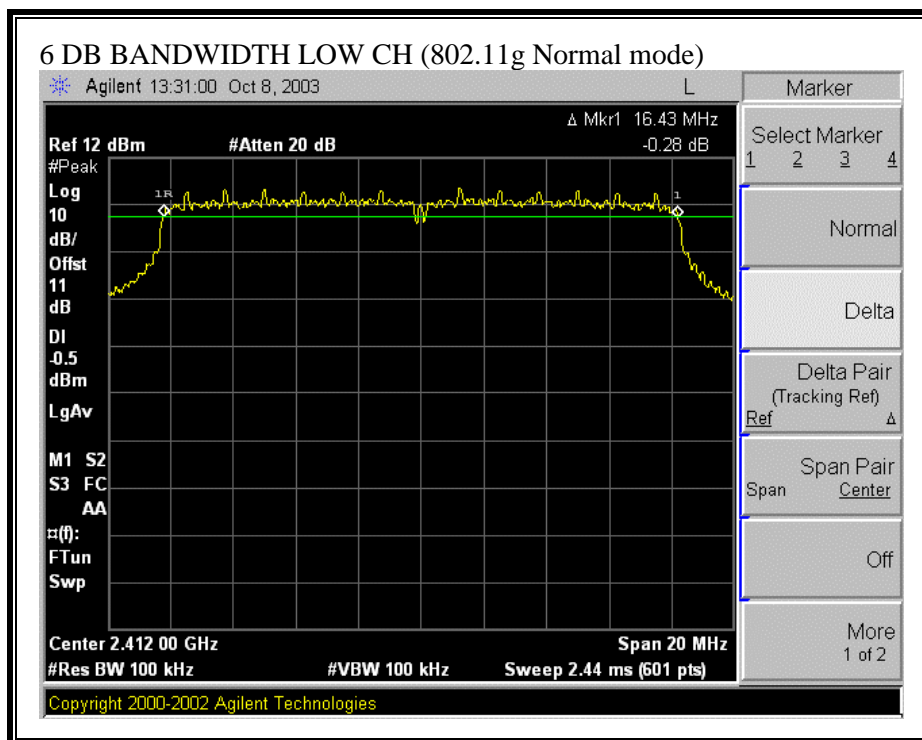 6 DB BANDWIDTH LOW CH (802.11g Normal mode)
Agilent 13:31:00 Oct 8, 2003 L
Δ Mkr1 16.43 MHz
Ref 12 dBm #Atten 20 dB -0.28 dB
#Peak
Log
10
dB/
Offst
11
dB
DI
-0.5
dBm
LgAv
M1 S2
S3 FC
AA
¤(f):
FTun
Swp
1R
1
Center 2.412 00 GHz Span 20 MHz
#Res BW 100 kHz #VBW 100 kHz Sweep 2.44 ms (601 pts)
Copyright 2000-2002 Agilent Technologies
Marker
Select Marker
1 2 3 4
Normal
Delta
Delta Pair
(Tracking Ref)
Ref Δ
Span Pair
Span Center
Off
More
1 of 2